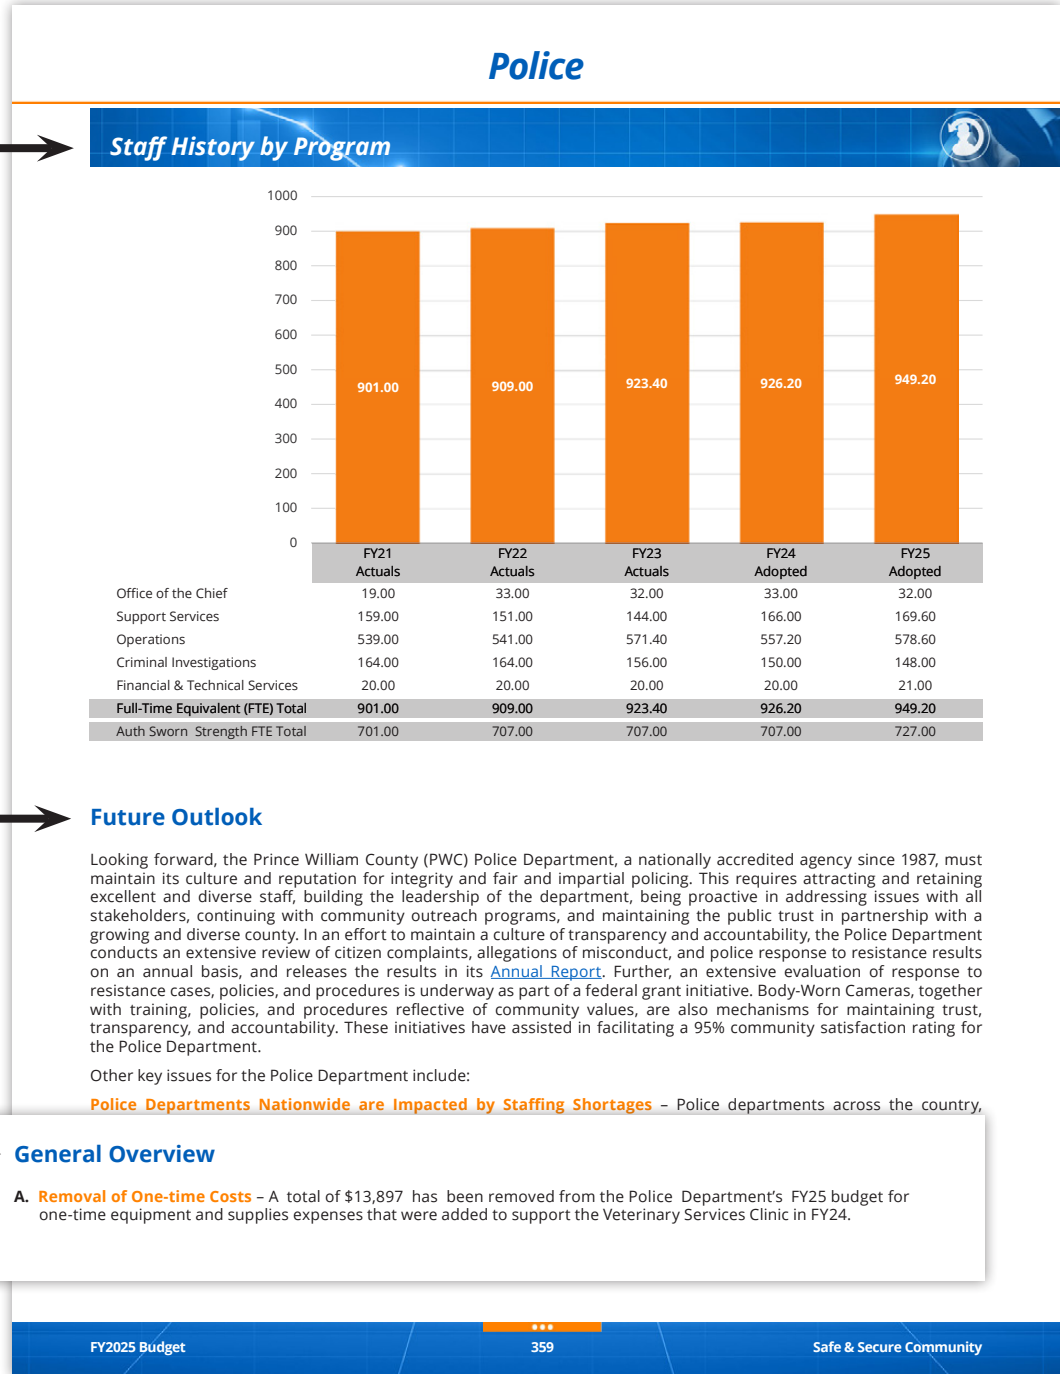 Police
Staff History by Program
1000
900
800
700
600
500
400
300
200
100
0
901.00 909.00 923.40 926.20 949.20
FY21 FY22 FY23 FY24 FY25
Actuals Actuals Actuals Adopted Adopted
Office of the Chief 19.00 33.00 32.00 33.00 32.00
Support Services 159.00 151.00 144.00 166.00 169.60
Operations 539.00 541.00 571.40 557.20 578.60
Criminal Investigations 164.00 164.00 156.00 150.00 148.00
Financial & Technical Services 20.00 20.00 20.00 20.00 21.00
Full-Time Equivalent (FTE) Total 901.00 909.00 923.40 926.20 949.20
Auth Sworn Strength FTE Total 701.00 707.00 707.00 707.00 727.00
Future Outlook
Looking forward, the Prince William County (PWC) Police Department, a nationally accredited agency since 1987, must
maintain its culture and reputation for integrity and fair and impartial policing. This requires attracting and retaining
excellent and diverse staff, building the leadership of the department, being proactive in addressing issues with all
stakeholders, continuing with community outreach programs, and maintaining the public trust in partnership with a
growing and diverse county. In an effort to maintain a culture of transparency and accountability, the Police Department
conducts an extensive review of citizen complaints, allegations of misconduct, and police response to resistance results
on an annual basis, and releases the results in its Annual Report. Further, an extensive evaluation of response to
resistance cases, policies, and procedures is underway as part of a federal grant initiative. Body-Worn Cameras, together
with training, policies, and procedures reflective of community values, are also mechanisms for maintaining trust,
transparency, and accountability. These initiatives have assisted in facilitating a 95% community satisfaction rating for
the Police Department.
Other key issues for the Police Department include:
Police Departments Nationwide are Impacted by Staffing Shortages – Police departments across the country,
General Overview
A. Removal of One-time Costs – A total of $13,897 has been removed from the Police Department's FY25 budget for
one-time equipment and supplies expenses that were added to support the Veterinary Services Clinic in FY24.
FY2025 Budget 359 Safe & Secure Community